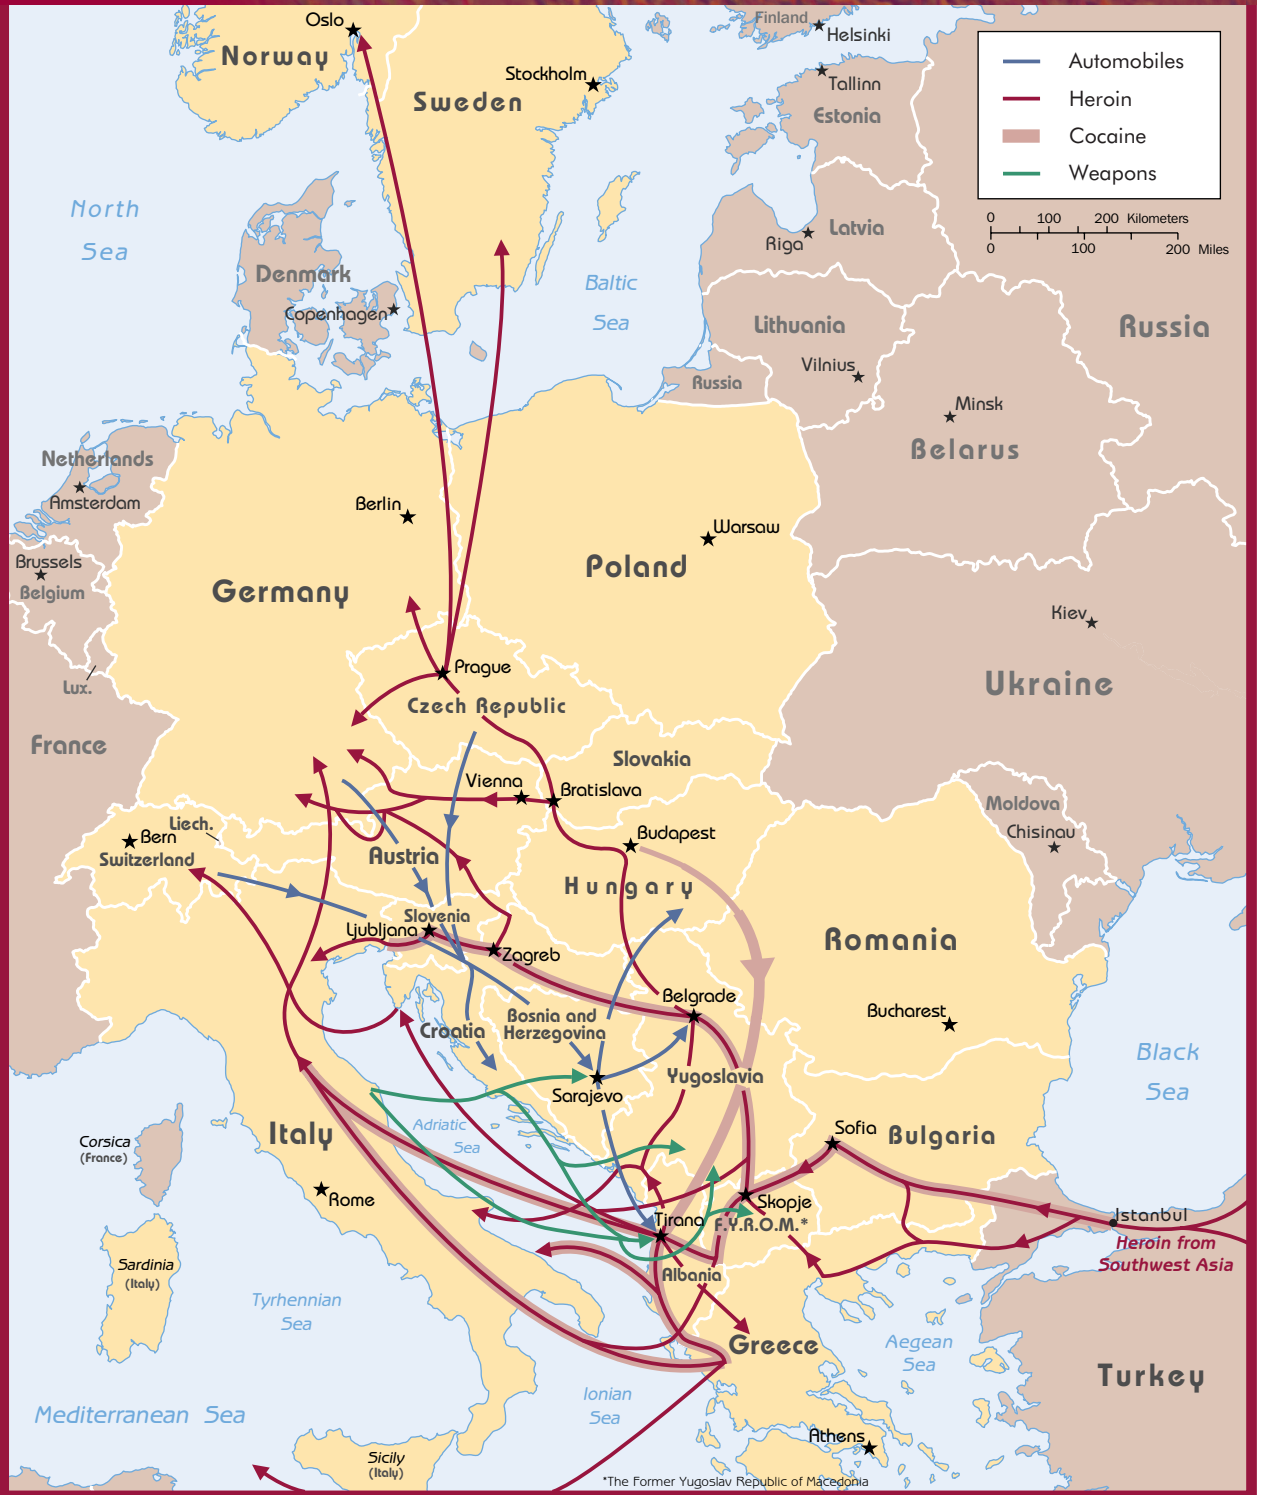 Oslo
Norway
Sweden
Stockholm
Finland
Helsinki
Tallinn
Estonia
Automobiles
Heroin
Cocaine
Weapons
0 100 200 Kilometers
0 100 200 Miles
North
Sea
Denmark
Copenhagen
Baltic
Sea
Riga
Latvia
Lithuania
Vilnius
Russia
Russia
Minsk
Belarus
Netherlands
Amsterdam
Berlin
Warsaw
Brussels
Belgium
Germany
Poland
Kiev
Ukraine
Lux.
Prague
Czech Republic
France
Slovakia
Vienna
Bratislava
Moldova
Chisinau
Liech.
Bern
Switzerland
Budapest
Austria
Hungary
Slovenia
Ljubljana
Zagreb
Romania
Belgrade
Bucharest
Bosnia and
Herzegovina
Croatia
Black
Sea
Yugoslavia
Sarajevo
Adriatic
Sea
Italy
Corsica
(France)
Sofia
Bulgaria
Rome
Skopje
Tirana
F.Y.R.O.M.*
Istanbul
Heroin from
Southwest Asia
Sardinia
(Italy)
Albania
Tyrhennian
Sea
Greece
Aegean
Sea
Turkey
Ionian
Sea
Mediterranean Sea
Athens
Sicily
(Italy)
*The Former Yugoslav Republic of Macedonia